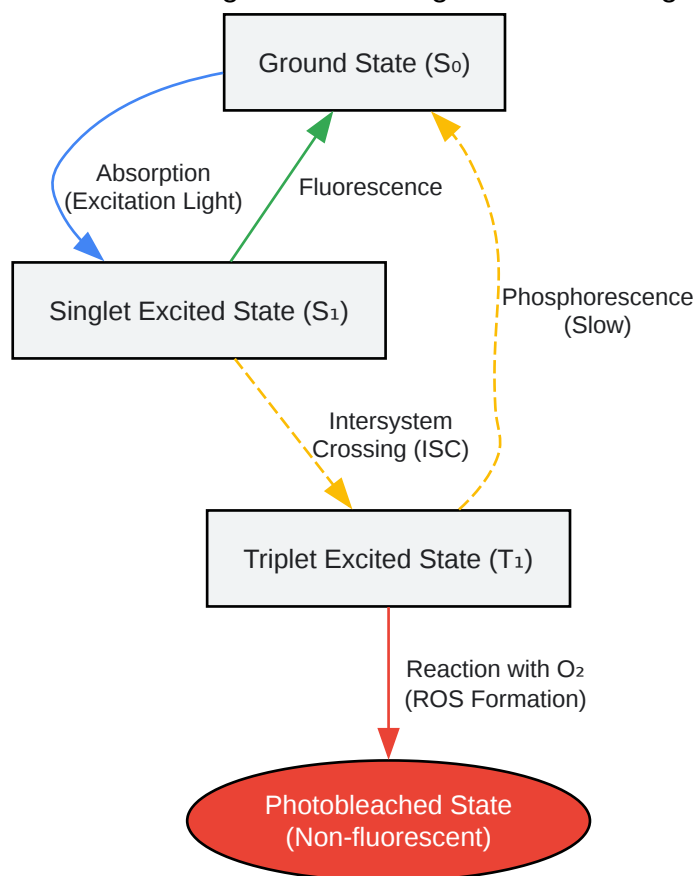 Ground State (S₀)
Absorption
(Excitation Light)
Fluorescence
Singlet Excited State (S₁)
Phosphorescence
(Slow)
Intersystem
Crossing (ISC)
Triplet Excited State (T₁)
Reaction with O₂
(ROS Formation)
Photobleached State
(Non-fluorescent)